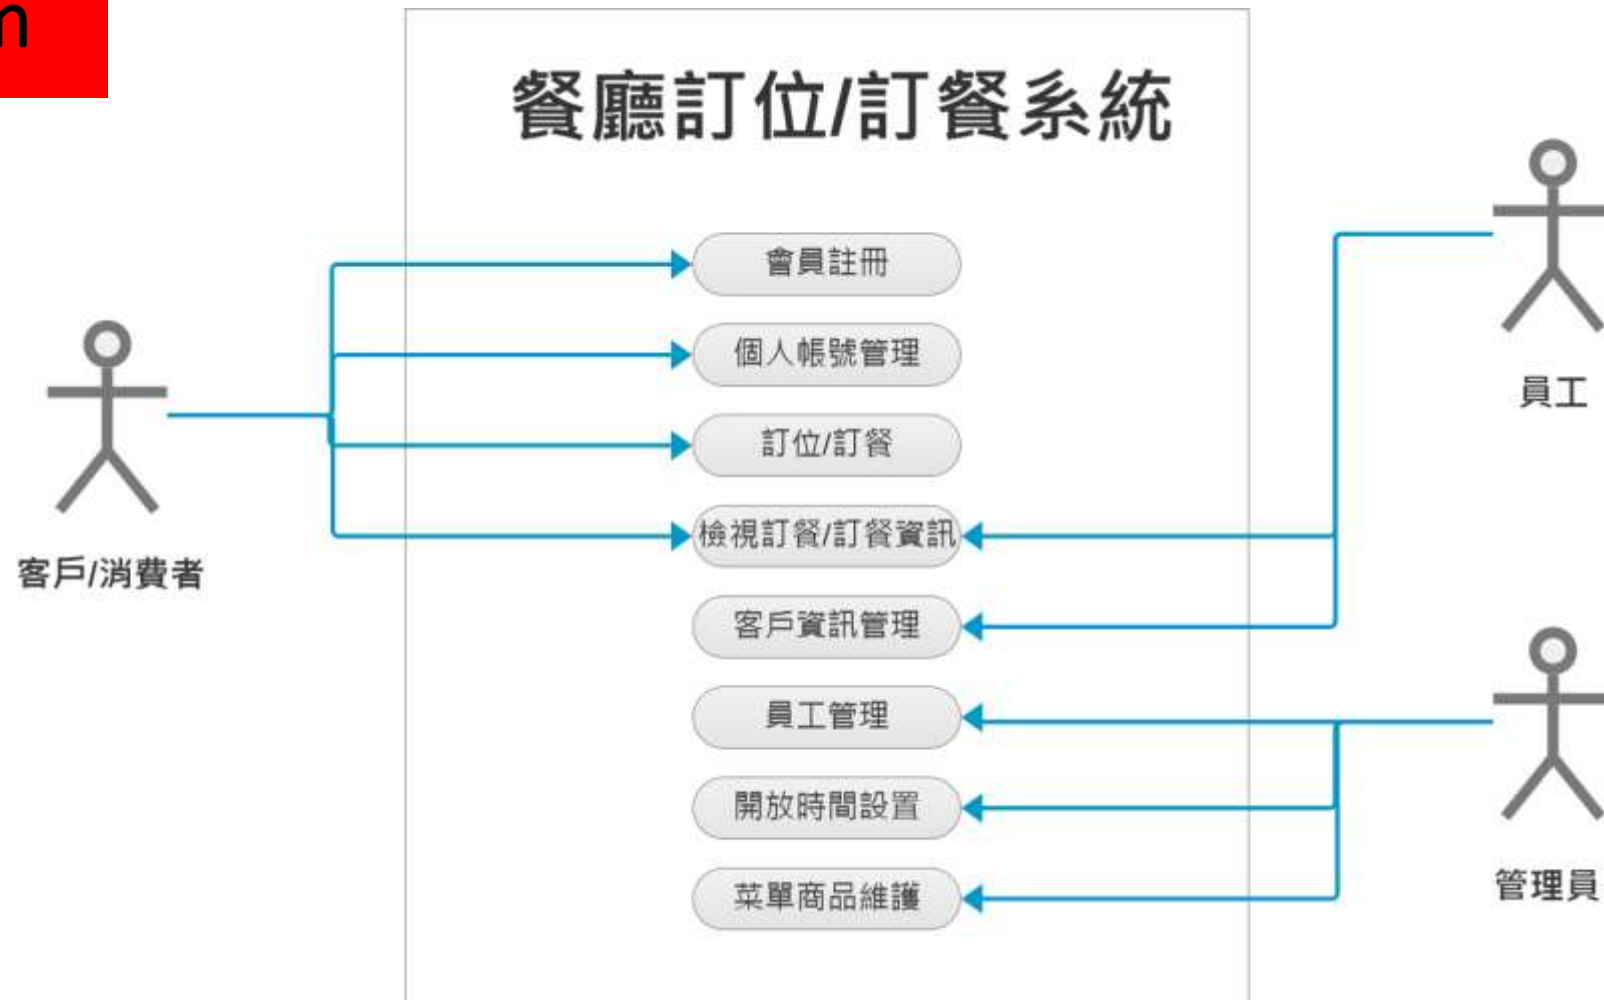 n
餐廳訂位/訂餐系統
會員註冊
個人帳號管理
訂位/訂餐
檢視訂餐/訂餐資訊
客戶資訊管理
員工管理
開放時間設置
菜單商品維護
客戶/消費者
員工
管理員